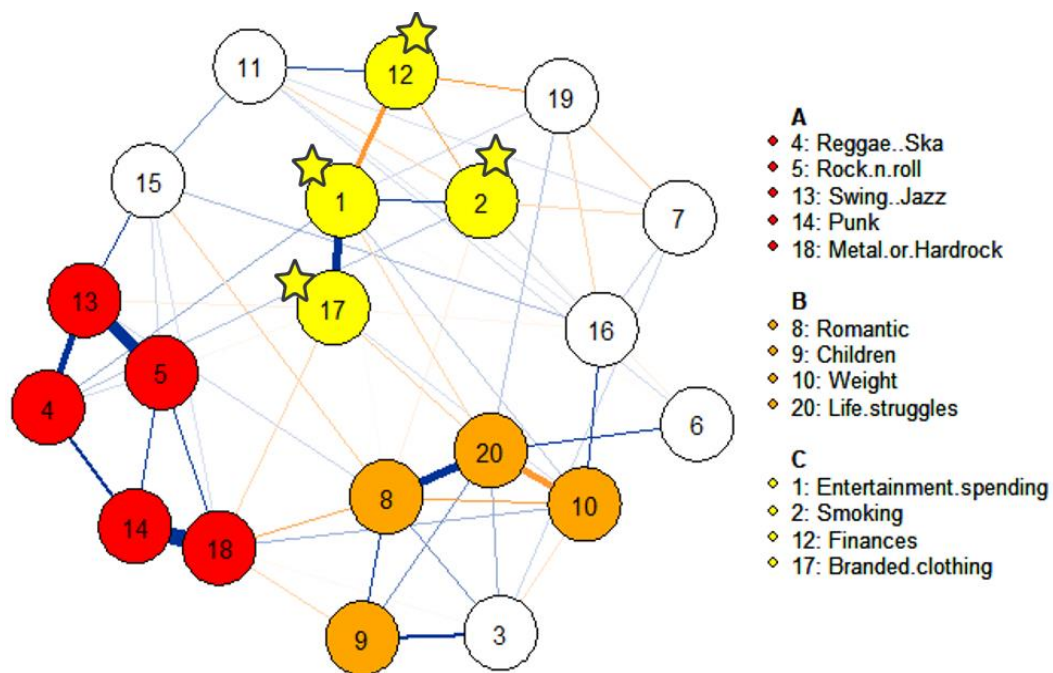 11
12
19
15
1
2
7
13
17
16
5
4
6
20
8
10
14
18
9
3
A
4: Reggae..Ska
5: Rock.n.roll
13: Swing..Jazz
14: Punk
18: Metal.or.Hardrock
B
8: Romantic
9: Children
10: Weight
20: Life.struggles
C
1: Entertainment.spending
2: Smoking
12: Finances
17: Branded.clothing